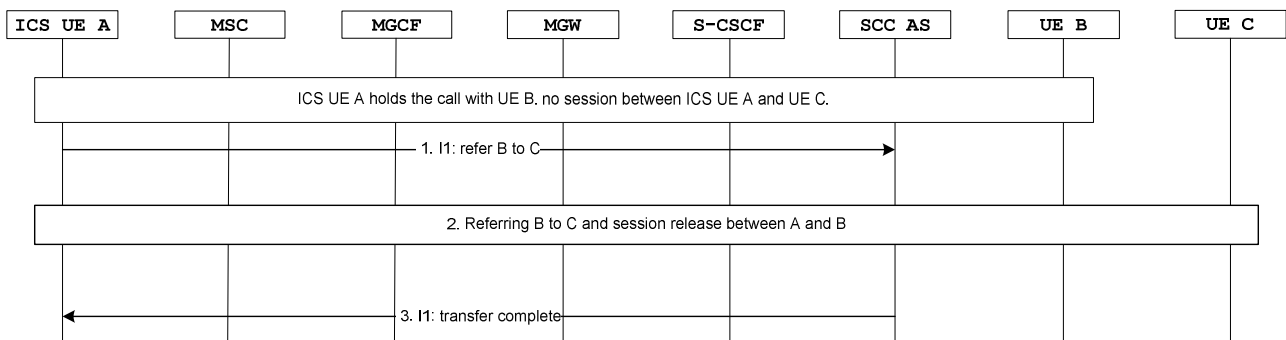 ICS UE A
MSC
MGCF
MGW
S-CSCF
SCC AS
UE B
UE C
ICS UE A holds the call with UE B, no session between ICS UE A and UE C.
1. I1: refer B to C
2. Referring B to C and session release between A and B
3. I1: transfer complete